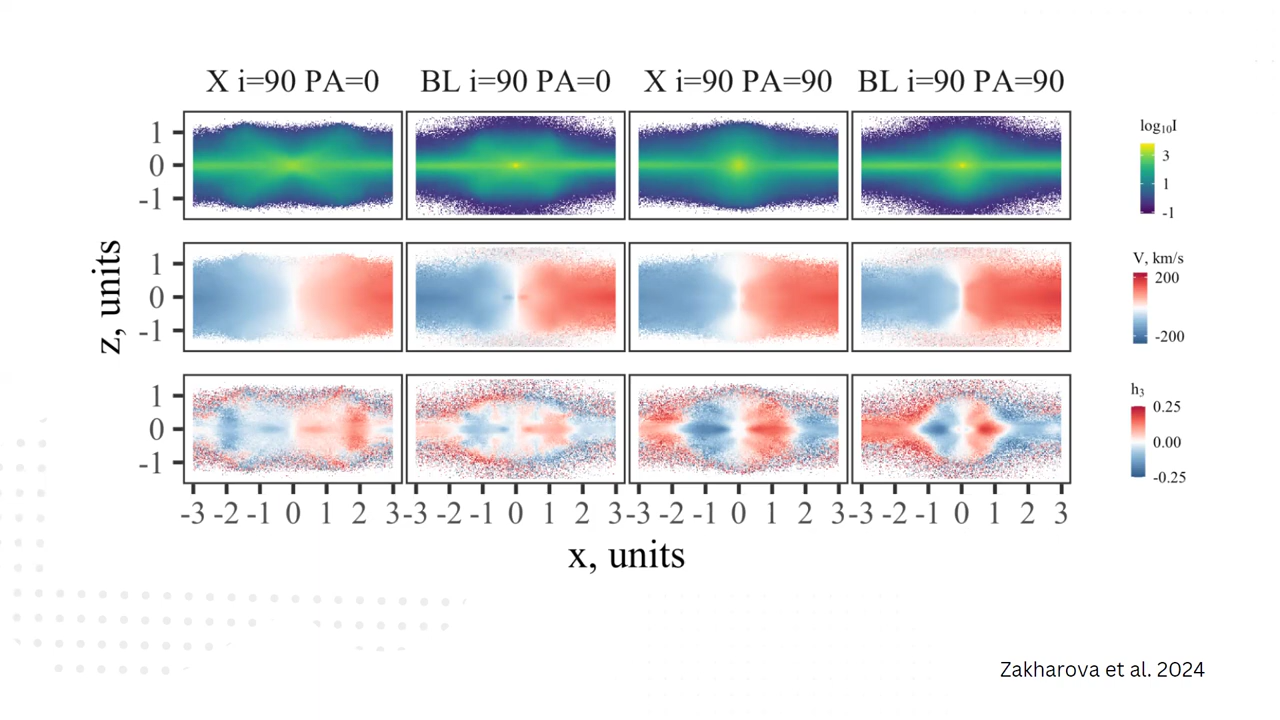 X i=90 PA=0 BL i=90 PA=0 X i=90 PA=90 BL i=90 PA=90
log₁₀I
3
1
-1
1
0
-1
V, km/s
200
-200
1
0
-1
h₃
0.25
0.00
-0.25
1
0
-1
z, units
-3 -2 -1 0 1 2 3 -3 -2 -1 0 1 2 3 -3 -2 -1 0 1 2 3 -3 -2 -1 0 1 2 3
x, units
Zakharova et al. 2024